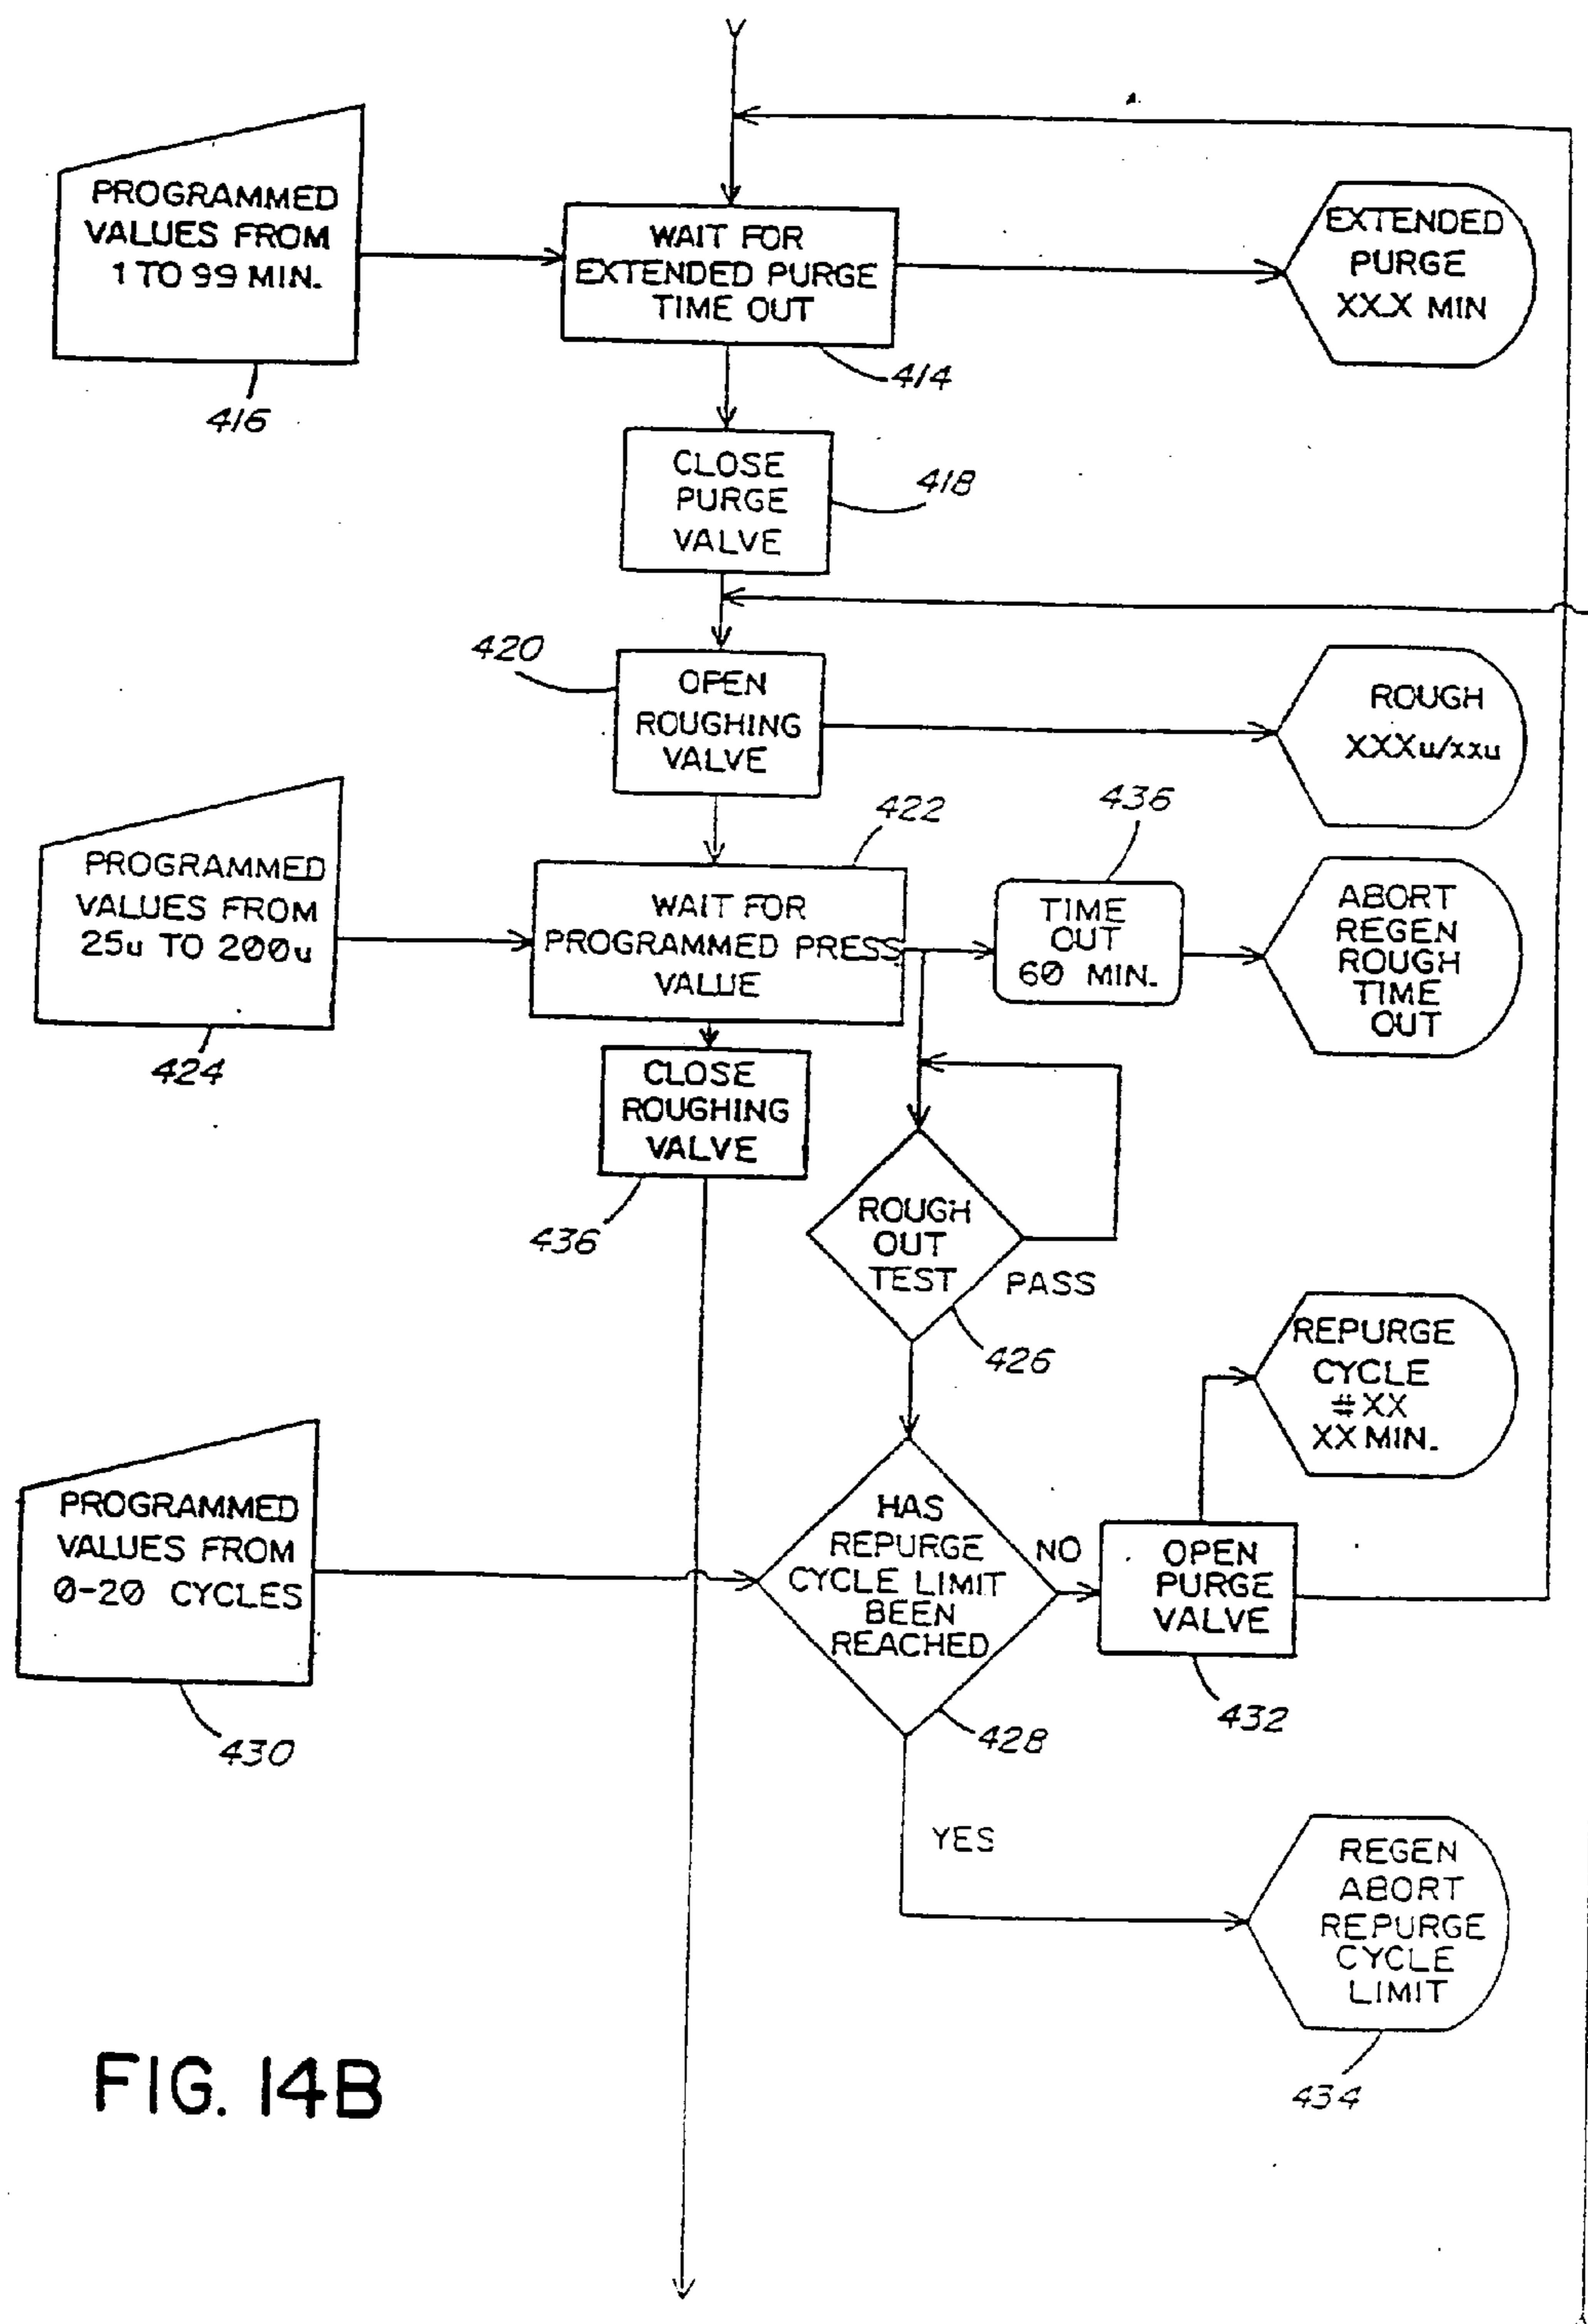 PROGRAMMED
VALUES FROM
1 TO 99 MIN.
416
WAIT FOR
EXTENDED PURGE
TIME OUT
414
EXTENDED
PURGE
XX.X MIN
CLOSE
PURGE
VALVE
418
420
OPEN
ROUGHING
VALVE
ROUGH
XXXu/xxu
PROGRAMMED
VALUES FROM
25u TO 200u
424
422
WAIT FOR
PROGRAMMED PRESS
VALUE
436
TIME
OUT
60 MIN.
ABORT
REGEN
ROUGH
TIME
OUT
CLOSE
ROUGHING
VALVE
436
ROUGH
OUT
TEST
PASS
426
REPURGE
CYCLE
#XX
XX MIN.
PROGRAMMED
VALUES FROM
0-20 CYCLES
430
HAS
REPURGE
CYCLE LIMIT
BEEN
REACHED
428
NO
OPEN
PURGE
VALVE
432
YES
REGEN
ABORT
REPURGE
CYCLE
LIMIT
434
FIG. 14B